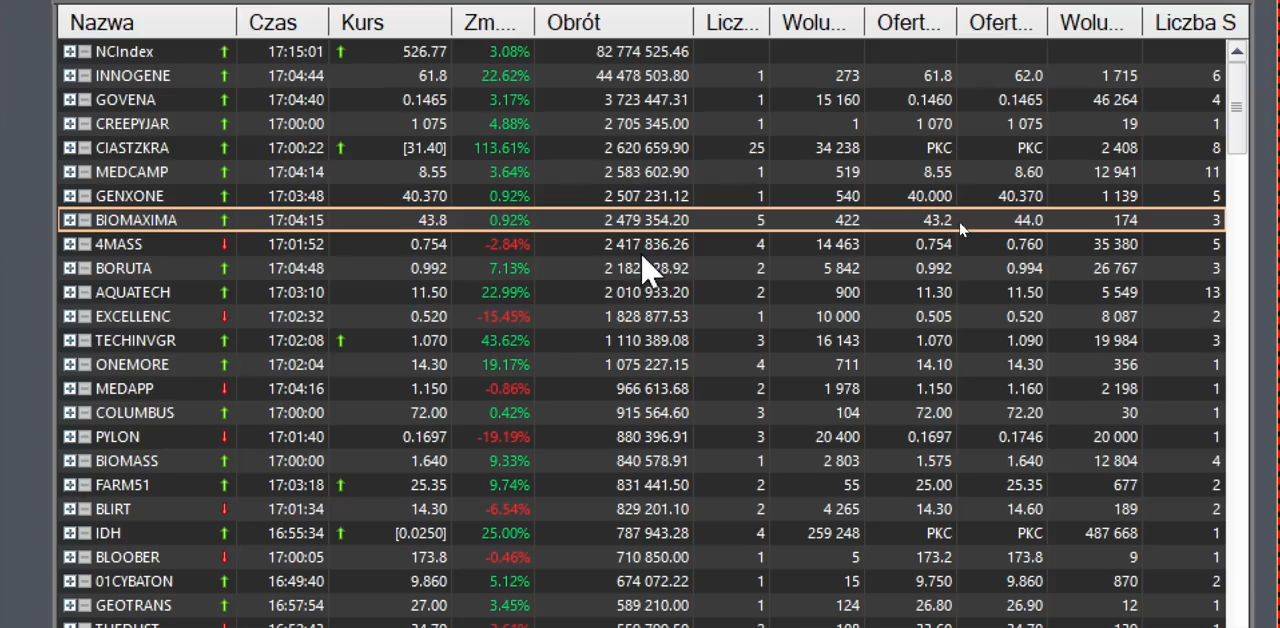 Nazwa Czas Kurs Zm.... Obrót Licz... Wolu... Ofert... Ofert... Wolu... Liczba S
NCIndex 17:15:01 526.77 3.08% 82 774 525.46
INNOGENE 17:04:44 61.8 22.62% 44 478 503.80 1 273 61.8 62.0 1 715 6
GOVENA 17:04:40 0.1465 3.17% 3 723 447.31 1 15 160 0.1460 0.1465 46 264 4
CREEPYJAR 17:00:00 1 075 4.88% 2 705 345.00 1 1 1 070 1 075 19 1
CIASTZKRA 17:00:22 [31.40] 113.61% 2 620 659.90 25 34 238 PKC PKC 2 408 8
MEDCAMP 17:04:14 8.55 3.64% 2 583 602.90 1 519 8.55 8.60 12 941 11
GENXONE 17:03:48 40.370 0.92% 2 507 231.12 1 540 40.000 40.370 1 139 5
BIOMAXIMA 17:04:15 43.8 0.92% 2 479 354.20 5 422 43.2 44.0 174 3
4MASS 17:01:52 0.754 -2.84% 2 417 836.26 4 14 463 0.754 0.760 35 380 5
BORUTA 17:04:48 0.992 7.13% 2 182 8.92 2 5 842 0.992 0.994 26 767 3
AQUATECH 17:03:10 11.50 22.99% 2 010 933.20 2 900 11.30 11.50 5 549 13
EXCELLENC 17:02:32 0.520 -15.45% 1 828 877.53 1 10 000 0.505 0.520 8 087 2
TECHINVGR 17:02:08 1.070 43.62% 1 110 389.08 3 16 143 1.070 1.090 19 984 3
ONEMORE 17:02:04 14.30 19.17% 1 075 227.15 4 711 14.10 14.30 356 1
MEDAPP 17:04:16 1.150 -0.86% 966 613.68 2 1 978 1.150 1.160 2 198 1
COLUMBUS 17:00:00 72.00 0.42% 915 564.60 3 104 72.00 72.20 30 1
PYLON 17:01:40 0.1697 -19.19% 880 396.91 3 20 400 0.1697 0.1746 20 000 1
BIOMASS 17:00:00 1.640 9.33% 840 578.91 1 2 803 1.575 1.640 12 804 4
FARM51 17:03:18 25.35 9.74% 831 441.50 2 55 25.00 25.35 677 2
BLIRT 17:01:34 14.30 -6.54% 829 201.10 2 4 265 14.30 14.60 189 2
IDH 16:55:34 [0.0250] 25.00% 787 943.28 4 259 248 PKC PKC 487 668 1
BLOOBER 17:00:05 173.8 -0.46% 710 850.00 1 5 173.2 173.8 9 1
01CYBATON 16:49:40 9.860 5.12% 674 072.22 1 15 9.750 9.860 870 2
GEOTRANS 16:57:54 27.00 3.45% 589 210.00 1 124 26.80 26.90 12 1